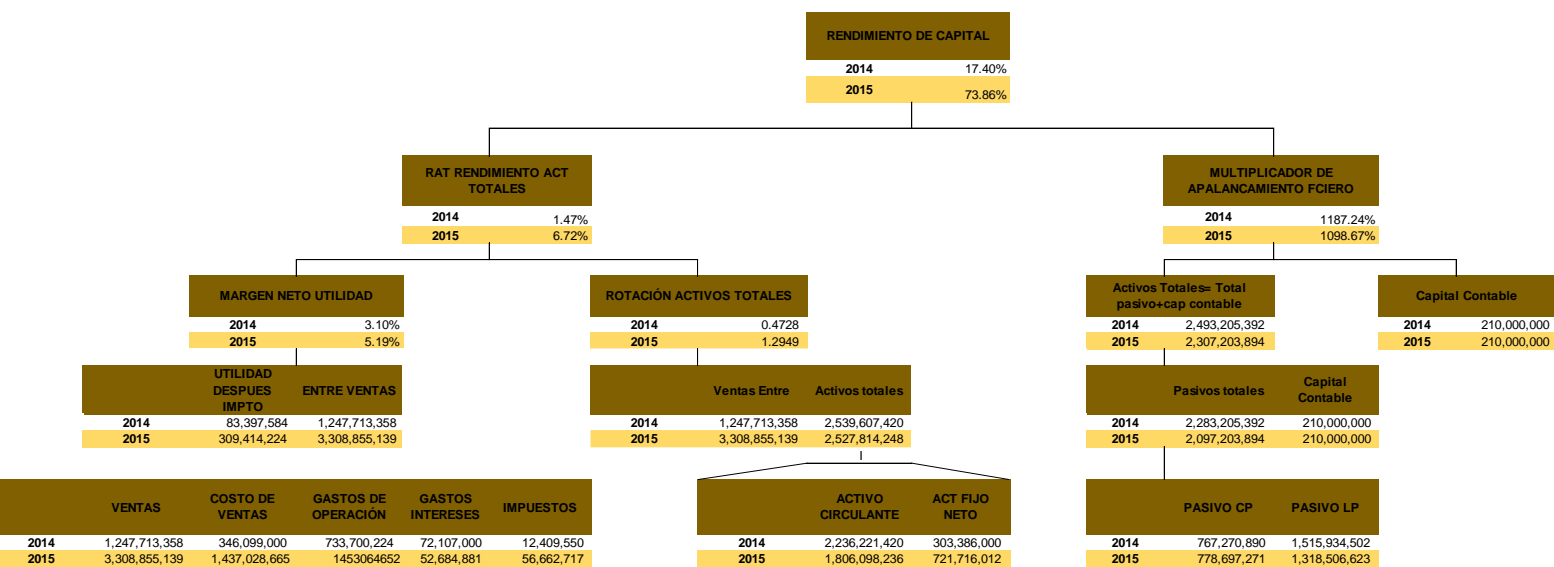 RENDIMIENTO DE CAPITAL
2014 17.40%
2015 73.86%
RAT RENDIMIENTO ACT
TOTALES
2014 1.47%
2015 6.72%
MULTIPLICADOR DE
APALANCAMIENTO FCIERO
2014 1187.24%
2015 1098.67%
MARGEN NETO UTILIDAD
2014 3.10%
2015 5.19%
ROTACIÓN ACTIVOS TOTALES
2014 0.4728
2015 1.2949
Activos Totales= Total
pasivo+cap contable
2014 2,493,205,392
2015 2,307,203,894
Capital Contable
2014 210,000,000
2015 210,000,000
UTILIDAD
DESPUES
IMPTO
ENTRE VENTAS
2014 83,397,584 1,247,713,358
2015 309,414,224 3,308,855,139
Ventas Entre Activos totales
2014 1,247,713,358 2,539,607,420
2015 3,308,855,139 2,527,814,248
Pasivos totales
Capital
Contable
2014 2,283,205,392 210,000,000
2015 2,097,203,894 210,000,000
VENTAS
COSTO DE
VENTAS
GASTOS DE
OPERACIÓN
GASTOS
INTERESES
IMPUESTOS
2014 1,247,713,358 346,099,000 733,700,224 72,107,000 12,409,550
2015 3,308,855,139 1,437,028,665 1453064652 52,684,881 56,662,717
ACTIVO
CIRCULANTE
ACT FIJO
NETO
2014 2,236,221,420 303,386,000
2015 1,806,098,236 721,716,012
PASIVO CP PASIVO LP
2014 767,270,890 1,515,934,502
2015 778,697,271 1,318,506,623